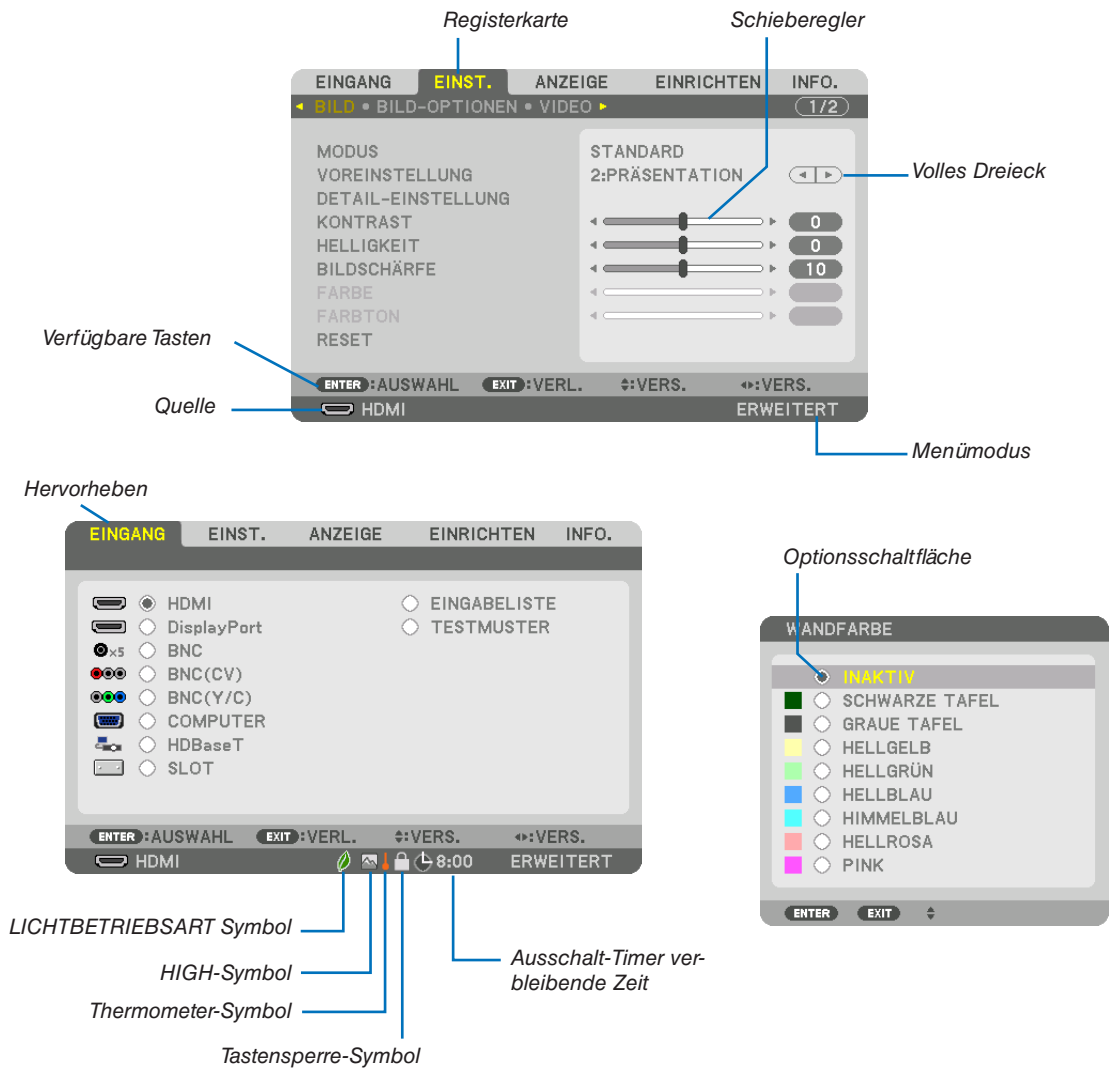 Registerkarte
Schieberegler
EINGANG EINST. ANZEIGE EINRICHTEN INFO.
BILD • BILD-OPTIONEN • VIDEO 1/2
MODUS STANDARD
VOREINSTELLUNG 2:PRÄSENTATION
Volles Dreieck
DETAIL-EINSTELLUNG
KONTRAST 0
HELLIGKEIT 0
BILDSCHÄRFE 10
FARBE
FARBTON
RESET
Verfügbare Tasten
ENTER:AUSWAHL EXIT:VERL. :VERS. :VERS.
Quelle
HDMI ERWEITERT
Menümodus
Hervorheben
EINGANG EINST. ANZEIGE EINRICHTEN INFO.
HDMI EINGABELISTE
DisplayPort TESTMUSTER
×5 BNC
BNC(CV)
BNC(Y/C)
COMPUTER
HDBaseT
SLOT
ENTER:AUSWAHL EXIT:VERL. :VERS. :VERS.
HDMI 8:00 ERWEITERT
LICHTBETRIEBSART Symbol
HIGH-Symbol
Thermometer-Symbol
Tastensperre-Symbol
Ausschalt-Timer ver-
bleibende Zeit
Optionsschaltfläche
WANDFARBE
INAKTIV
SCHWARZE TAFEL
GRAUE TAFEL
HELLGELB
HELLGRÜN
HELLBLAU
HIMMELBLAU
HELLROSA
PINK
ENTER EXIT